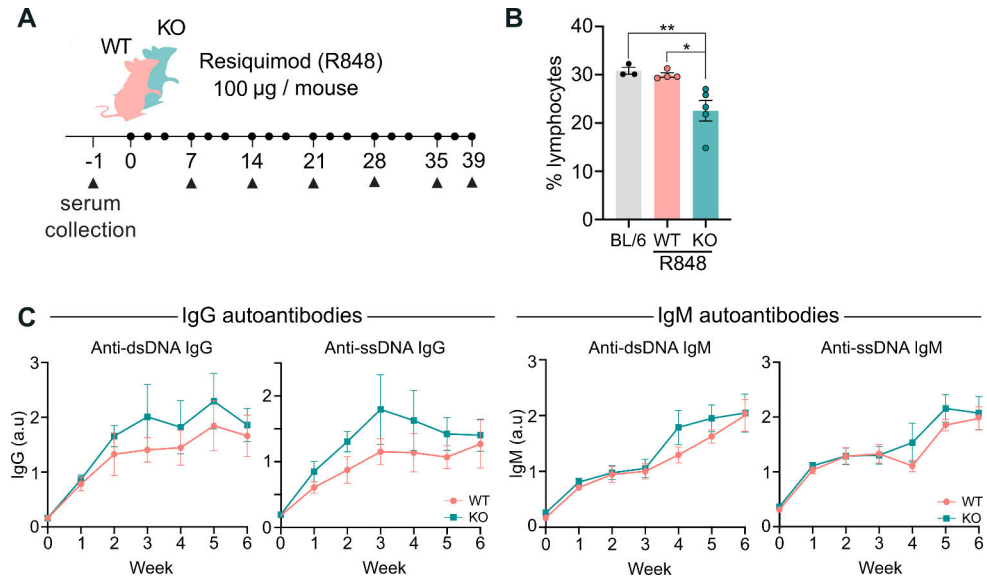 A
WT
KO
Resiquimod (R848)
100 µg / mouse
-1 0 7 14 21 28 35 39
serum
collection
B
% lymphocytes
**
*
40
30
20
10
0
BL/6 WT KO
R848
C
IgG autoantibodies
IgM autoantibodies
Anti-dsDNA IgG
IgG (a.u)
3
2
1
0
0 1 2 3 4 5 6
Week
WT
KO
Anti-ssDNA IgG
2
1
0
0 1 2 3 4 5 6
Week
WT
KO
Anti-dsDNA IgM
IgM (a.u)
3
2
1
0
0 1 2 3 4 5 6
Week
Anti-ssDNA IgM
3
2
1
0
0 1 2 3 4 5 6
Week
WT
KO